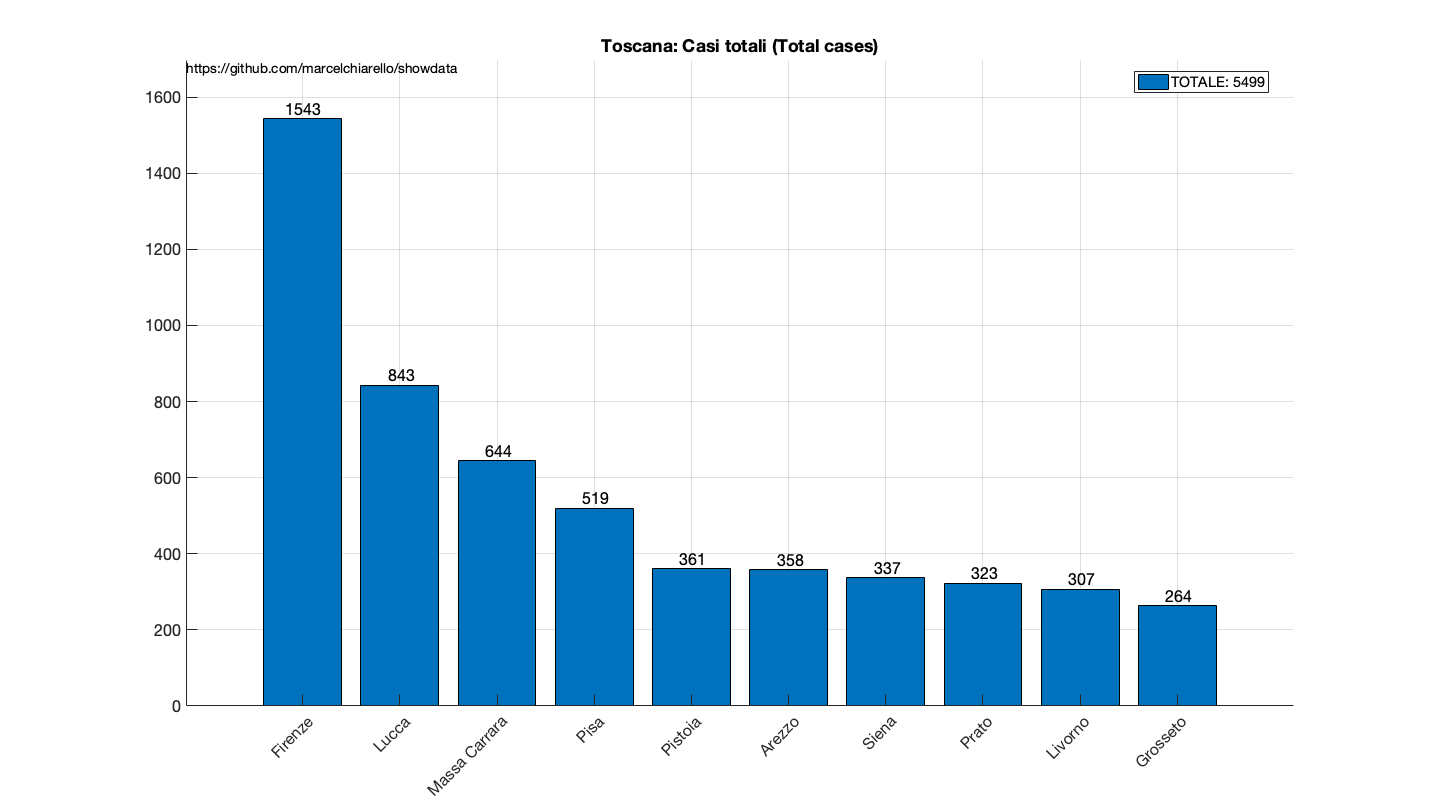 Toscana: Casi totali (Total cases)
https://github.com/marcelchiarello/showdata
TOTALE: 5499
1600
1400
1200
1000
800
600
400
200
0
1543
843
644
519
361
358
337
323
307
264
Firenze
Lucca
Massa Carrara
Pisa
Pistoia
Arezzo
Siena
Prato
Livorno
Grosseto